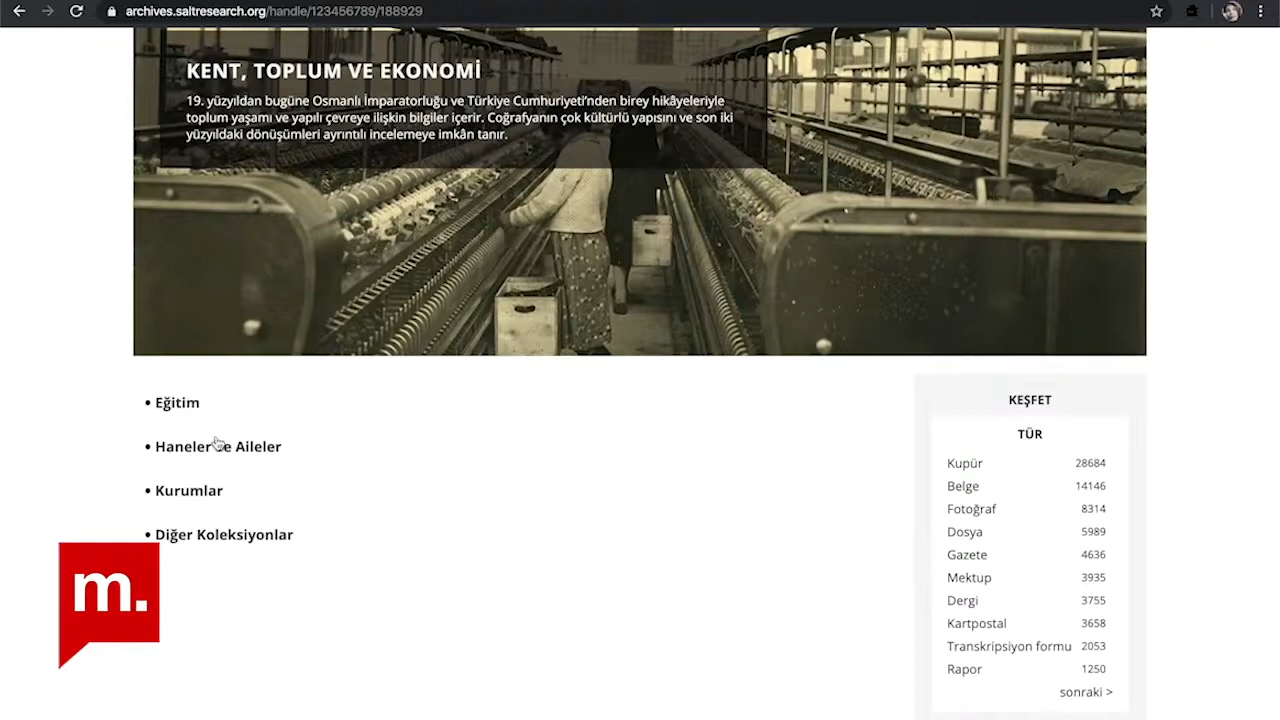 archives.saltresearch.org/handle/123456789/188929
KENT, TOPLUM VE EKONOMİ
19. yüzyıldan bugüne Osmanlı İmparatorluğu ve Türkiye Cumhuriyeti'nden birey hikâyeleriyle
toplum yaşamı ve yapılı çevreye ilişkin bilgiler içerir. Coğrafyanın çok kültürlü yapısını ve son iki
yüzyıldaki dönüşümleri ayrıntılı incelemeye imkân tanır.
• Eğitim
• Haneler ve Aileler
• Kurumlar
• Diğer Koleksiyonlar
m.
KEŞFET
TÜR
Kupür 28684
Belge 14146
Fotoğraf 8314
Dosya 5989
Gazete 4636
Mektup 3935
Dergi 3755
Kartpostal 3658
Transkripsiyon formu 2053
Rapor 1250
sonraki >